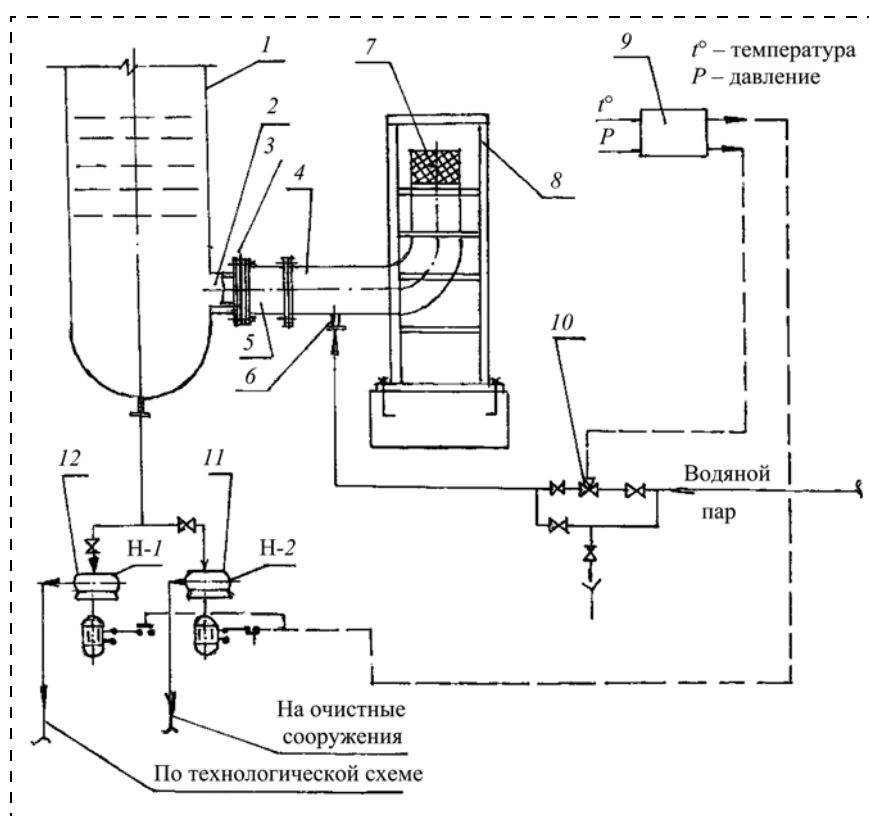 1
2
3
4
5
6
7
8
9
t° – температура
P – давление
t°
P
10
Водяной
пар
12
11
Н-1
Н-2
На очистные
сооружения
По технологической схеме